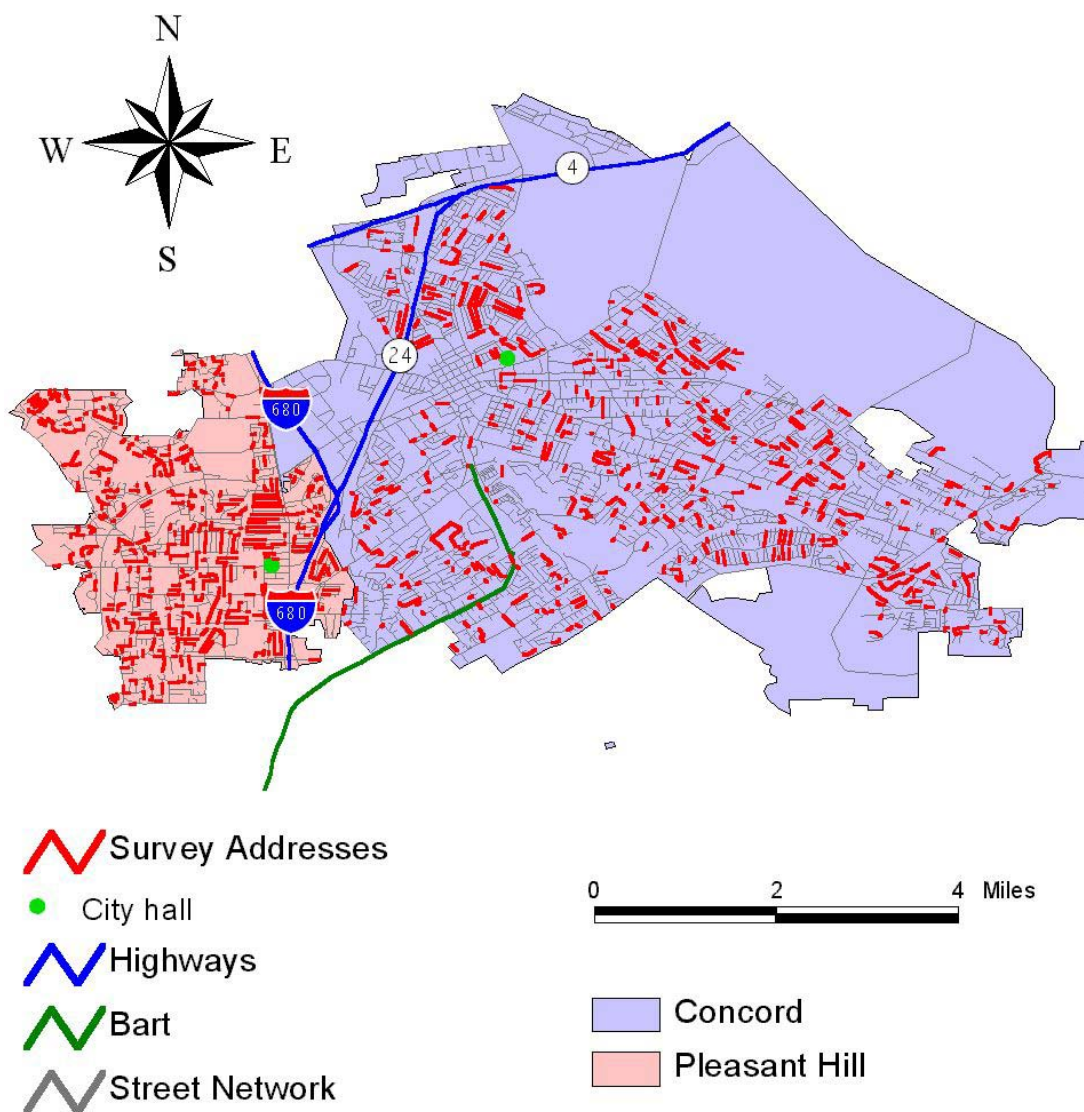 N
W E
S
4
24
680
680
Survey Addresses
City hall
Highways
Bart
Street Network
0 2 4 Miles
Concord
Pleasant Hill